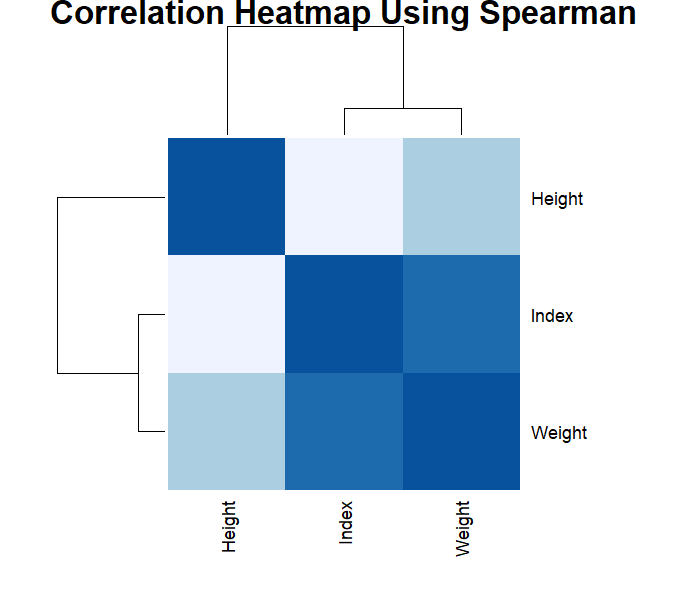 Correlation Heatmap Using Spearman
Height
Index
Weight
Height
Index
Weight